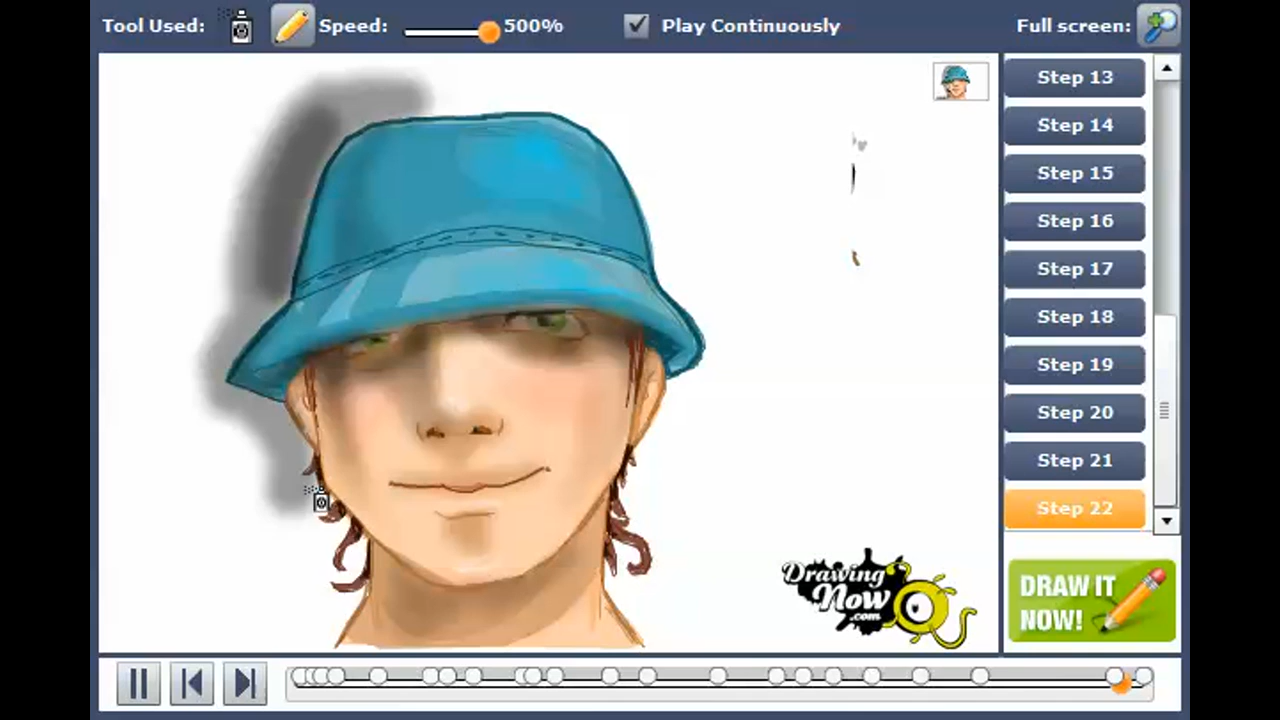 Tool Used:
Speed:
500%
Play Continuously
Full screen:
Step 13
Step 14
Step 15
Step 16
Step 17
Step 18
Step 19
Step 20
Step 21
Step 22
Drawing
Now
.com
DRAW IT
NOW!